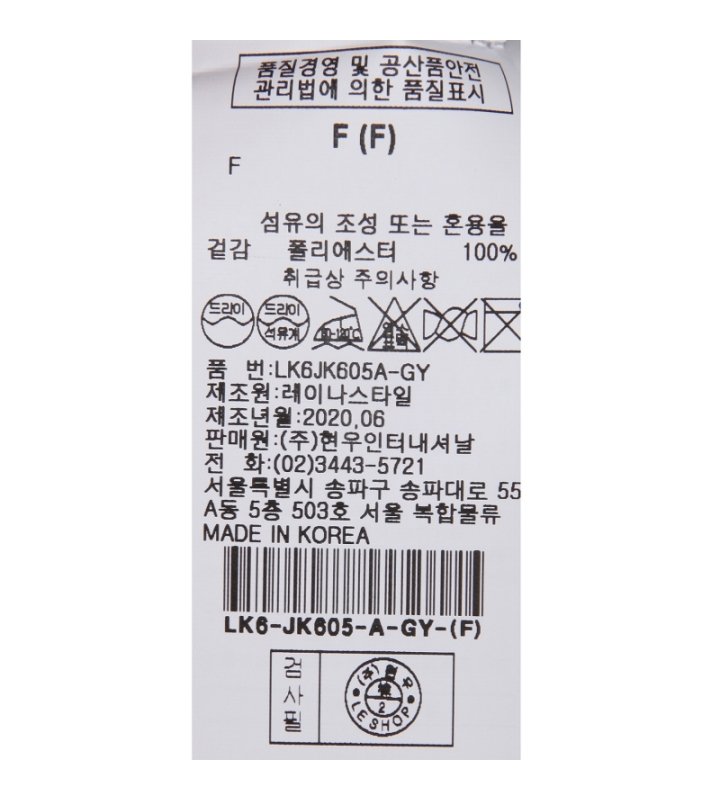 품질경영 및 공산품안전
관리법에 의한 품질표시
F (F)
F
섬유의 조성 또는 혼용율
겉감 폴리에스터 100%
취급상 주의사항
드라이 드라이
석유계
품 번:LK6JK605A-GY
제조원:레이나스타일
제조년월:2020,06
판매원:(주)현우인터내셔날
전 화:(02)3443-5721
서울특별시 송파구 송파대로 55
A동 5층 503호 서울 복합물류
MADE IN KOREA
LK6-JK605-A-GY-(F)
검사필
(주)현우
2
LE SHOP